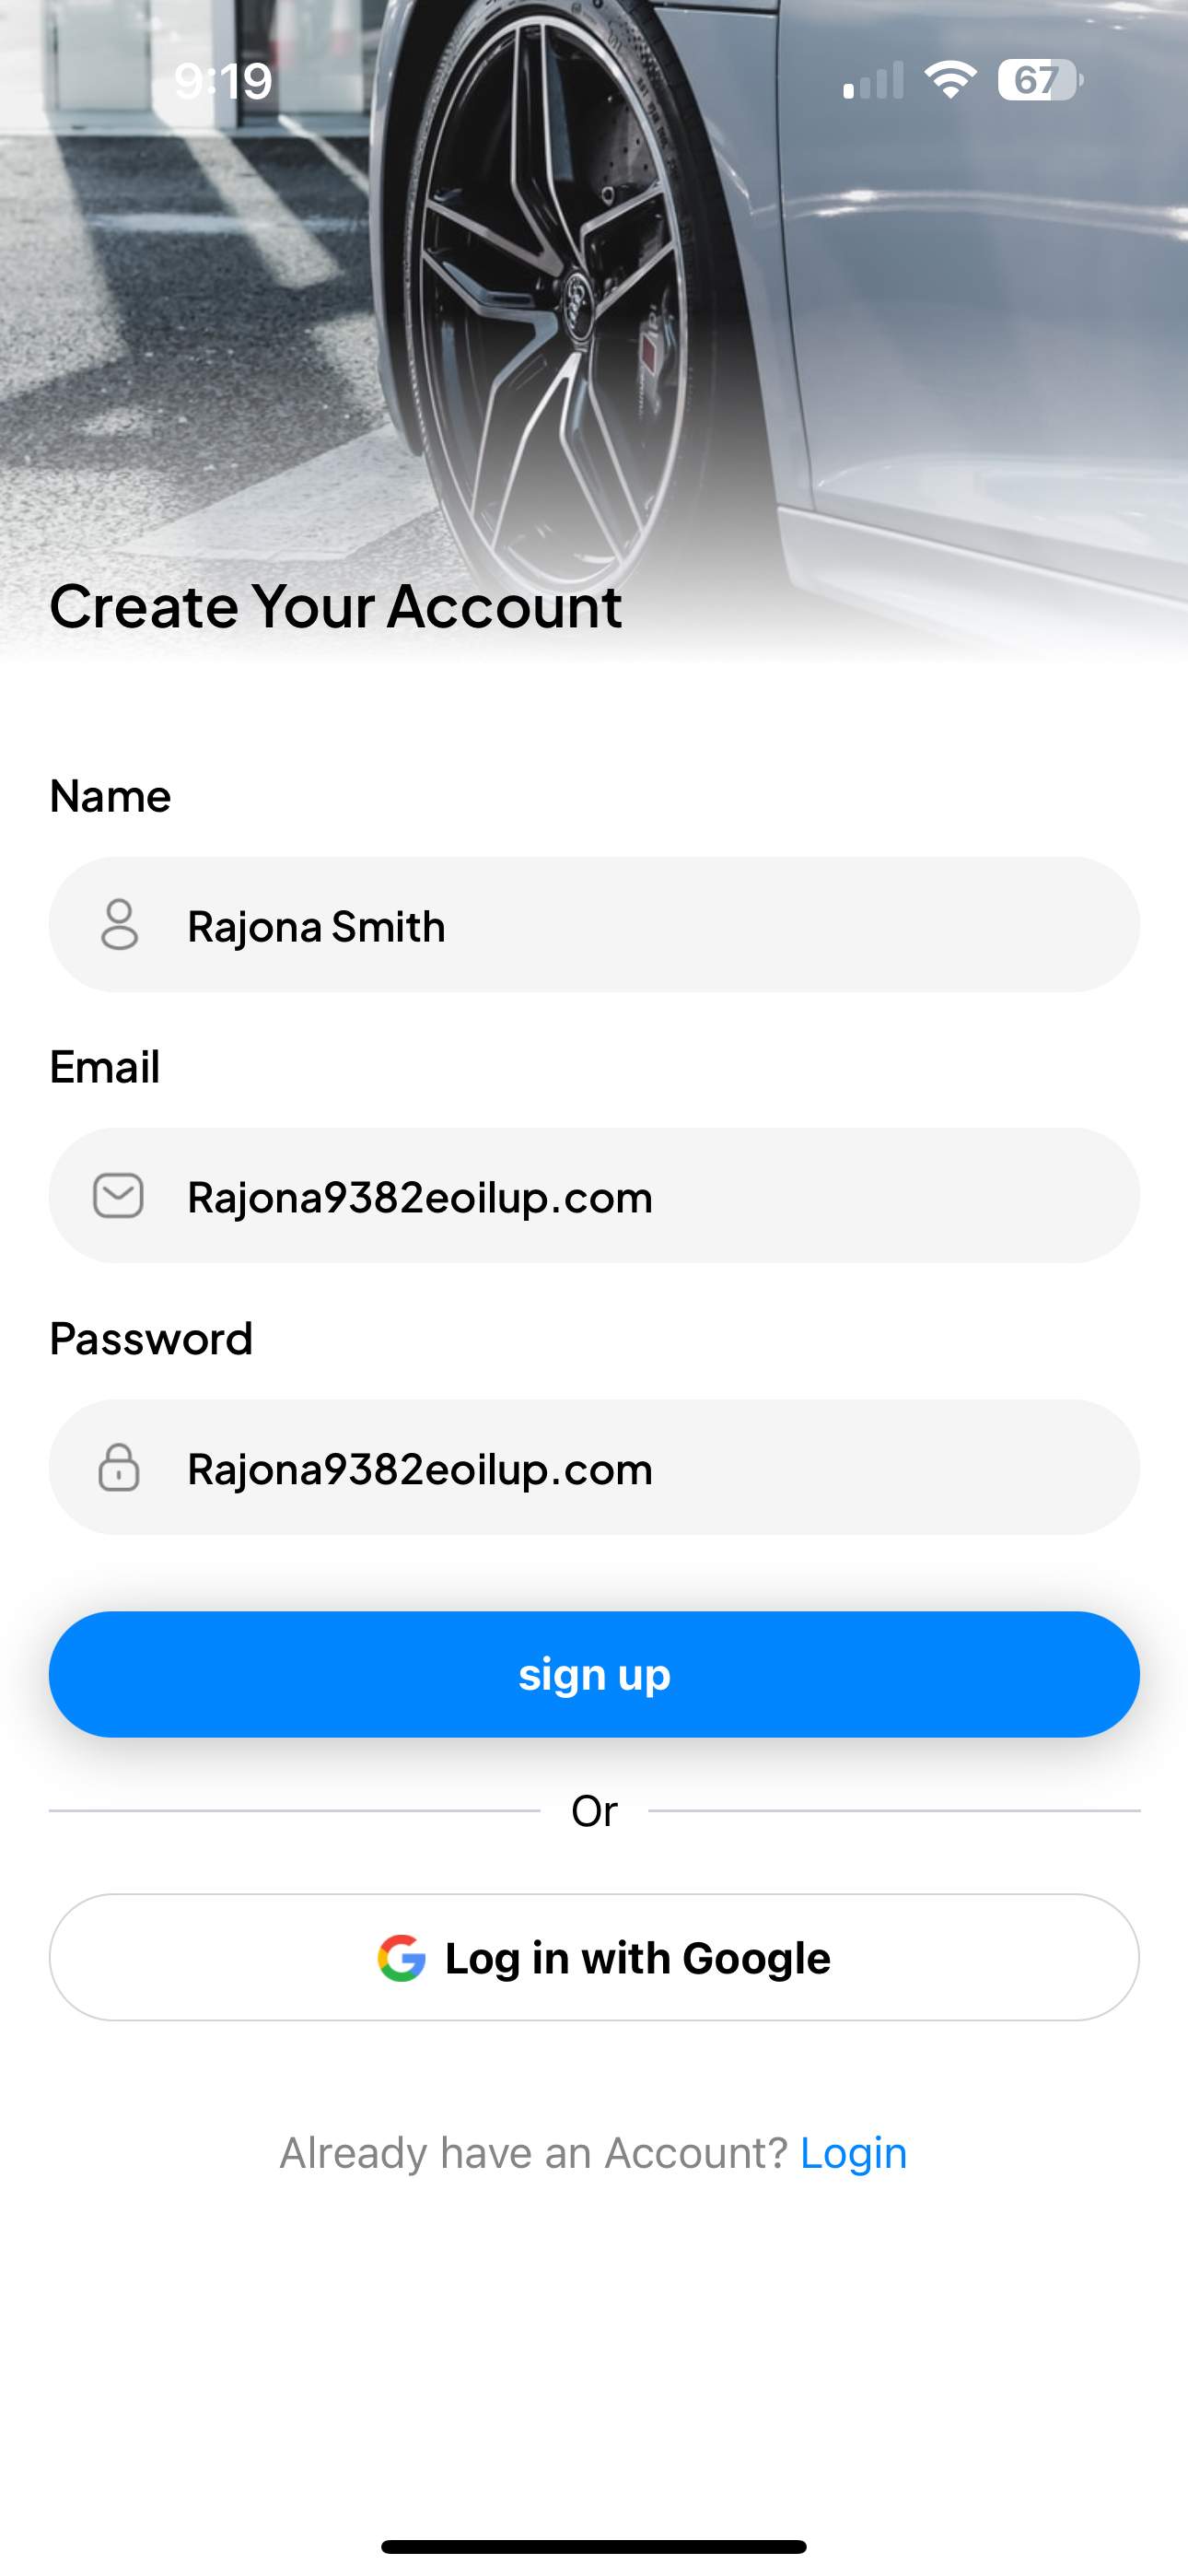 9:19
67
Create Your Account
Name
Rajona Smith
Email
Rajona9382eoilup.com
Password
Rajona9382eoilup.com
sign up
Or
Log in with Google
Already have an Account? Login